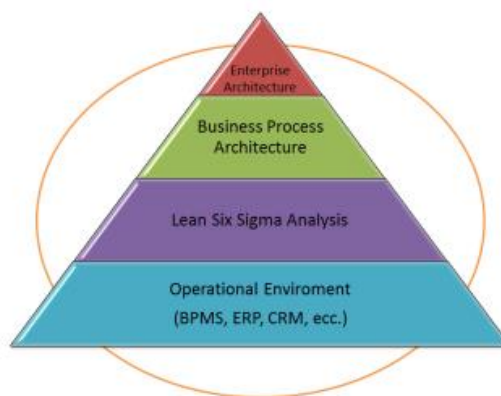 Enterprise
Architecture
Business Process
Architecture
Lean Six Sigma Analysis
Operational Enviroment
(BPMS, ERP, CRM, ecc.)